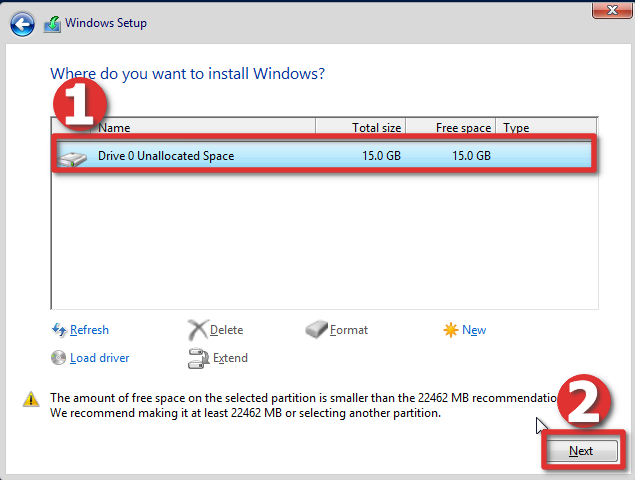 Windows Setup
Where do you want to install Windows?
1
Name Total size Free space Type
Drive 0 Unallocated Space 15.0 GB 15.0 GB
Refresh Delete Format New
Load driver Extend
The amount of free space on the selected partition is smaller than the 22462 MB
We recommend making it at least 22462 MB or selecting another partition.
2
Next